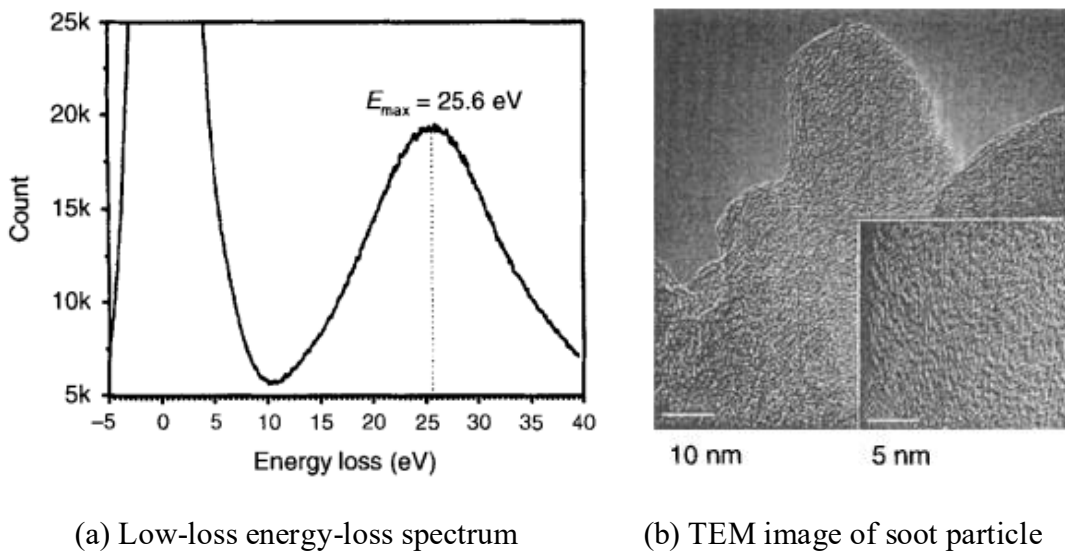 25k
20k
15k
10k
5k
Count
E_max = 25.6 eV
−5 0 5 10 15 20 25 30 35 40
Energy loss (eV)
10 nm 5 nm
(a) Low-loss energy-loss spectrum (b) TEM image of soot particle